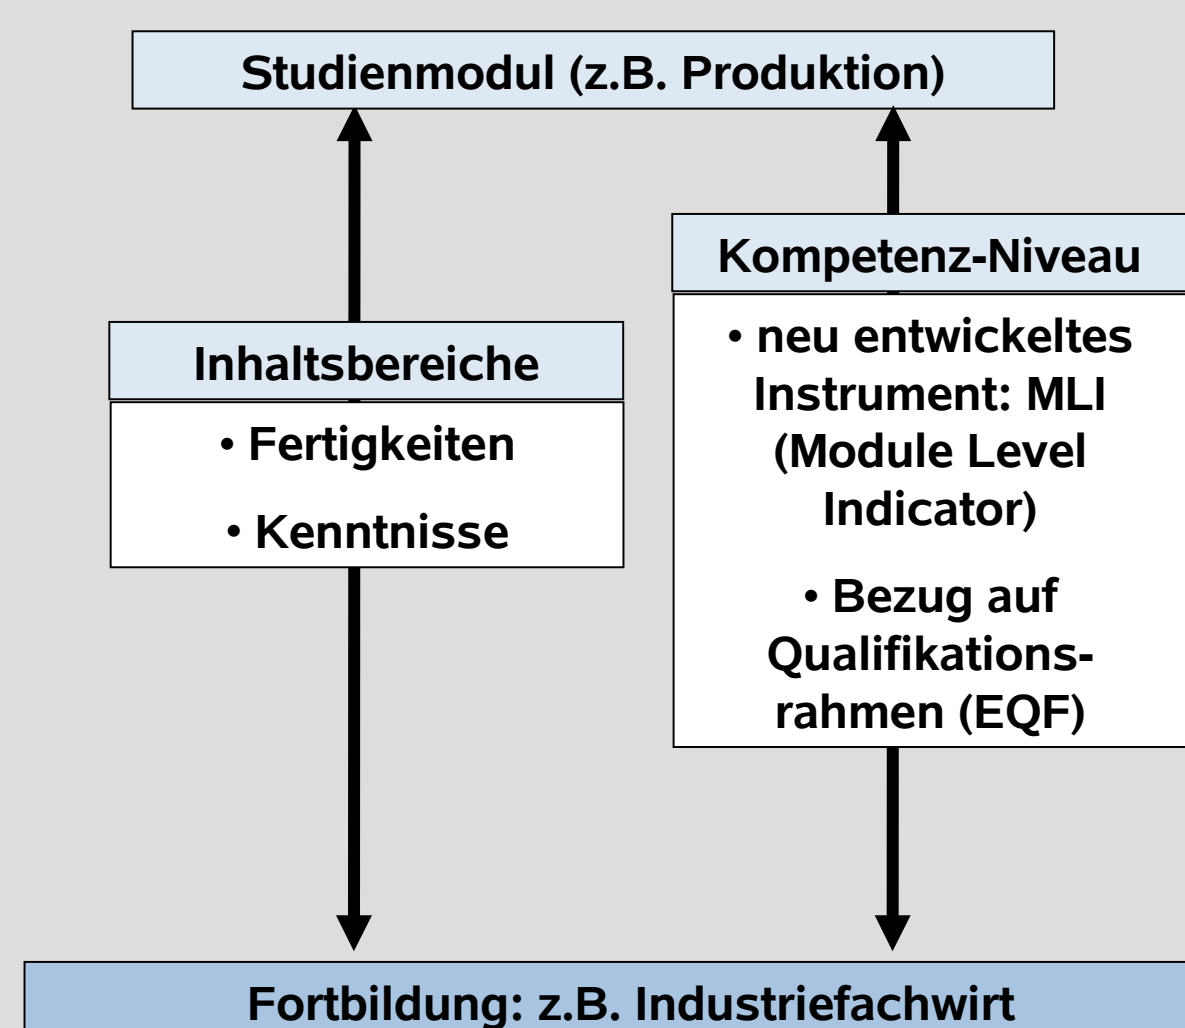 Studienmodul (z.B. Produktion)
Inhaltsbereiche
• Fertigkeiten
• Kenntnisse
Kompetenz-Niveau
• neu entwickeltes
Instrument: MLI
(Module Level
Indicator)
• Bezug auf
Qualifikations-
rahmen (EQF)
Fortbildung: z.B. Industriefachwirt